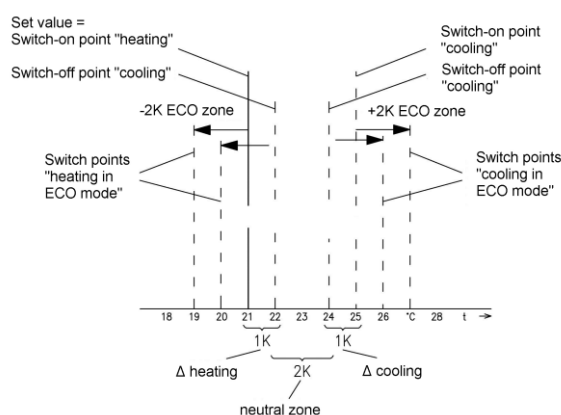 Set value =
Switch-on point "heating"
Switch-off point "cooling"
Switch-on point
"cooling"
Switch-off point
"cooling"
-2K ECO zone
+2K ECO zone
Switch points
"heating in
ECO mode"
Switch points
"cooling in
ECO mode"
18 19 20 21 22 23 24 25 26 °C 28 t
1K 1K
Δ heating 2K Δ cooling
neutral zone